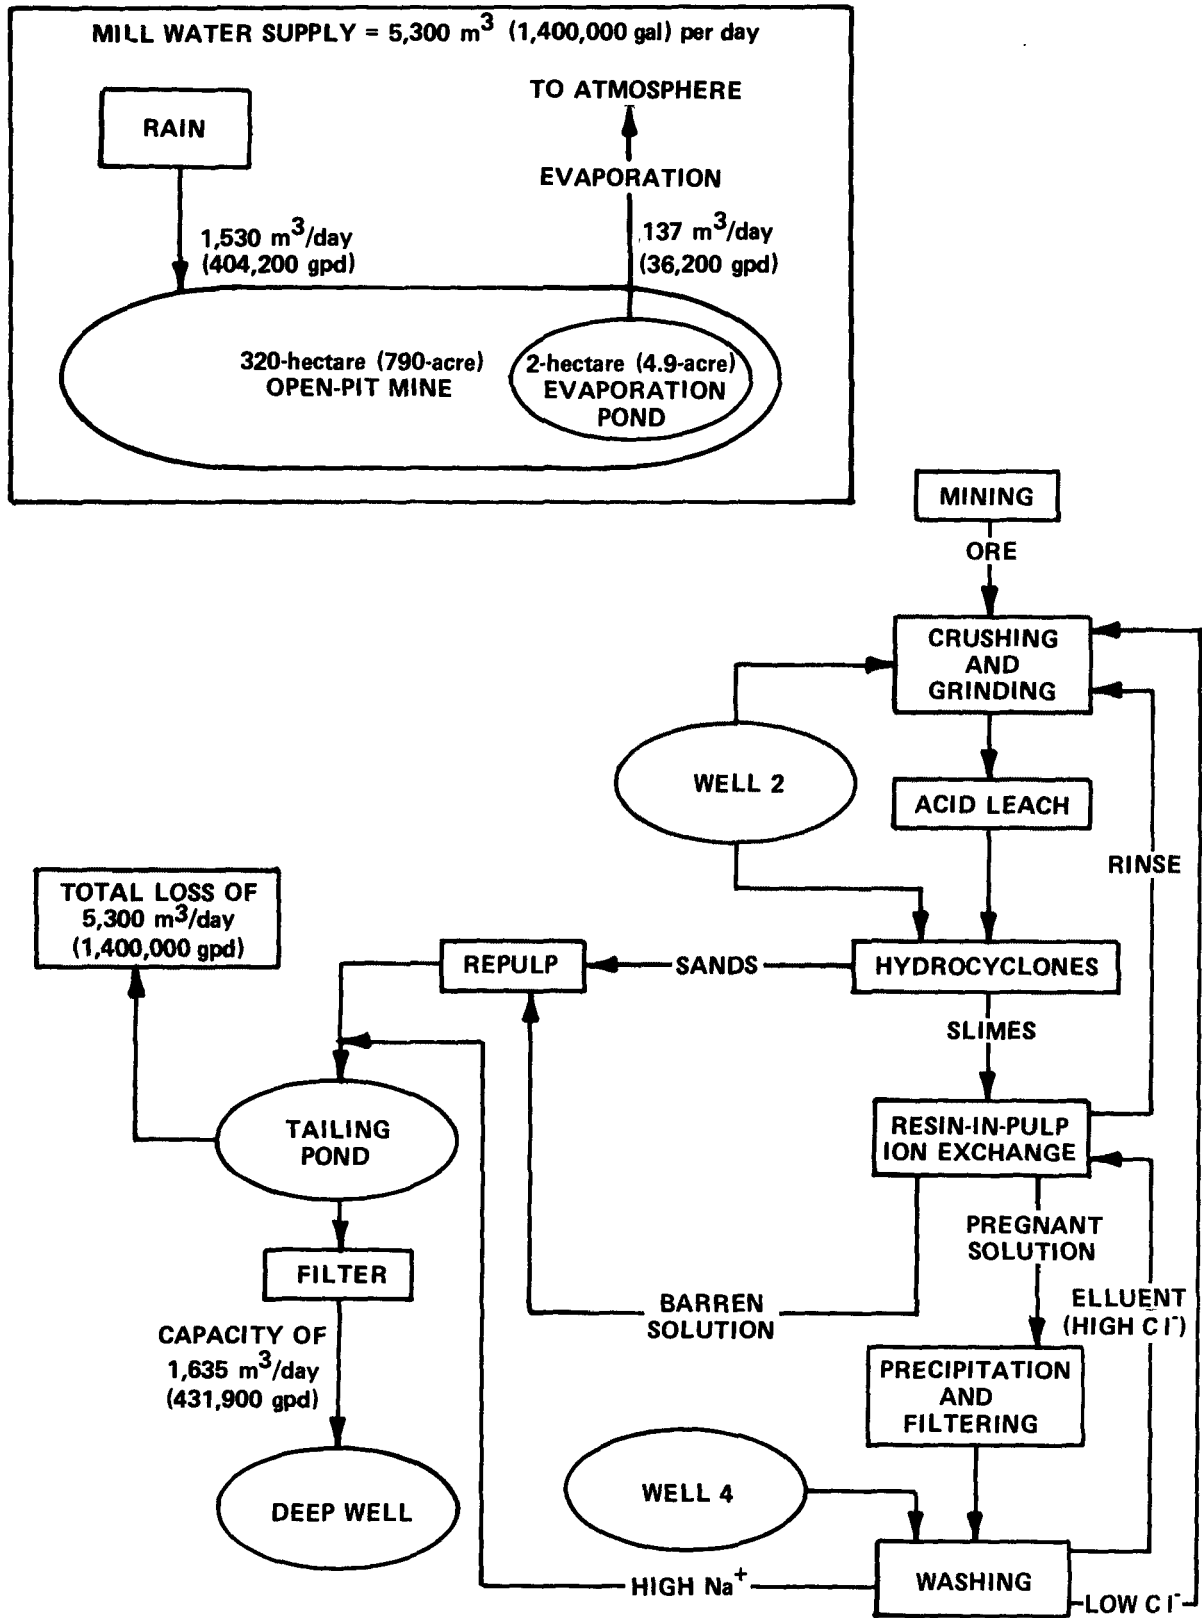 MILL WATER SUPPLY = 5,300 m³ (1,400,000 gal) per day
TO ATMOSPHERE
RAIN
EVAPORATION
1,530 m³/day
(404,200 gpd)
137 m³/day
(36,200 gpd)
320-hectare (790-acre)
OPEN-PIT MINE
2-hectare (4.9-acre)
EVAPORATION
POND
MINING
ORE
CRUSHING
AND
GRINDING
WELL 2
ACID LEACH
RINSE
TOTAL LOSS OF
5,300 m³/day
(1,400,000 gpd)
REPULP
SANDS
HYDROCYCLONES
SLIMES
TAILING
POND
RESIN-IN-PULP
ION EXCHANGE
PREGNANT
SOLUTION
FILTER
BARREN
SOLUTION
ELLUENT
(HIGH Cl⁻)
CAPACITY OF
1,635 m³/day
(431,900 gpd)
PRECIPITATION
AND
FILTERING
DEEP WELL
WELL 4
HIGH Na⁺
WASHING
LOW Cl⁻